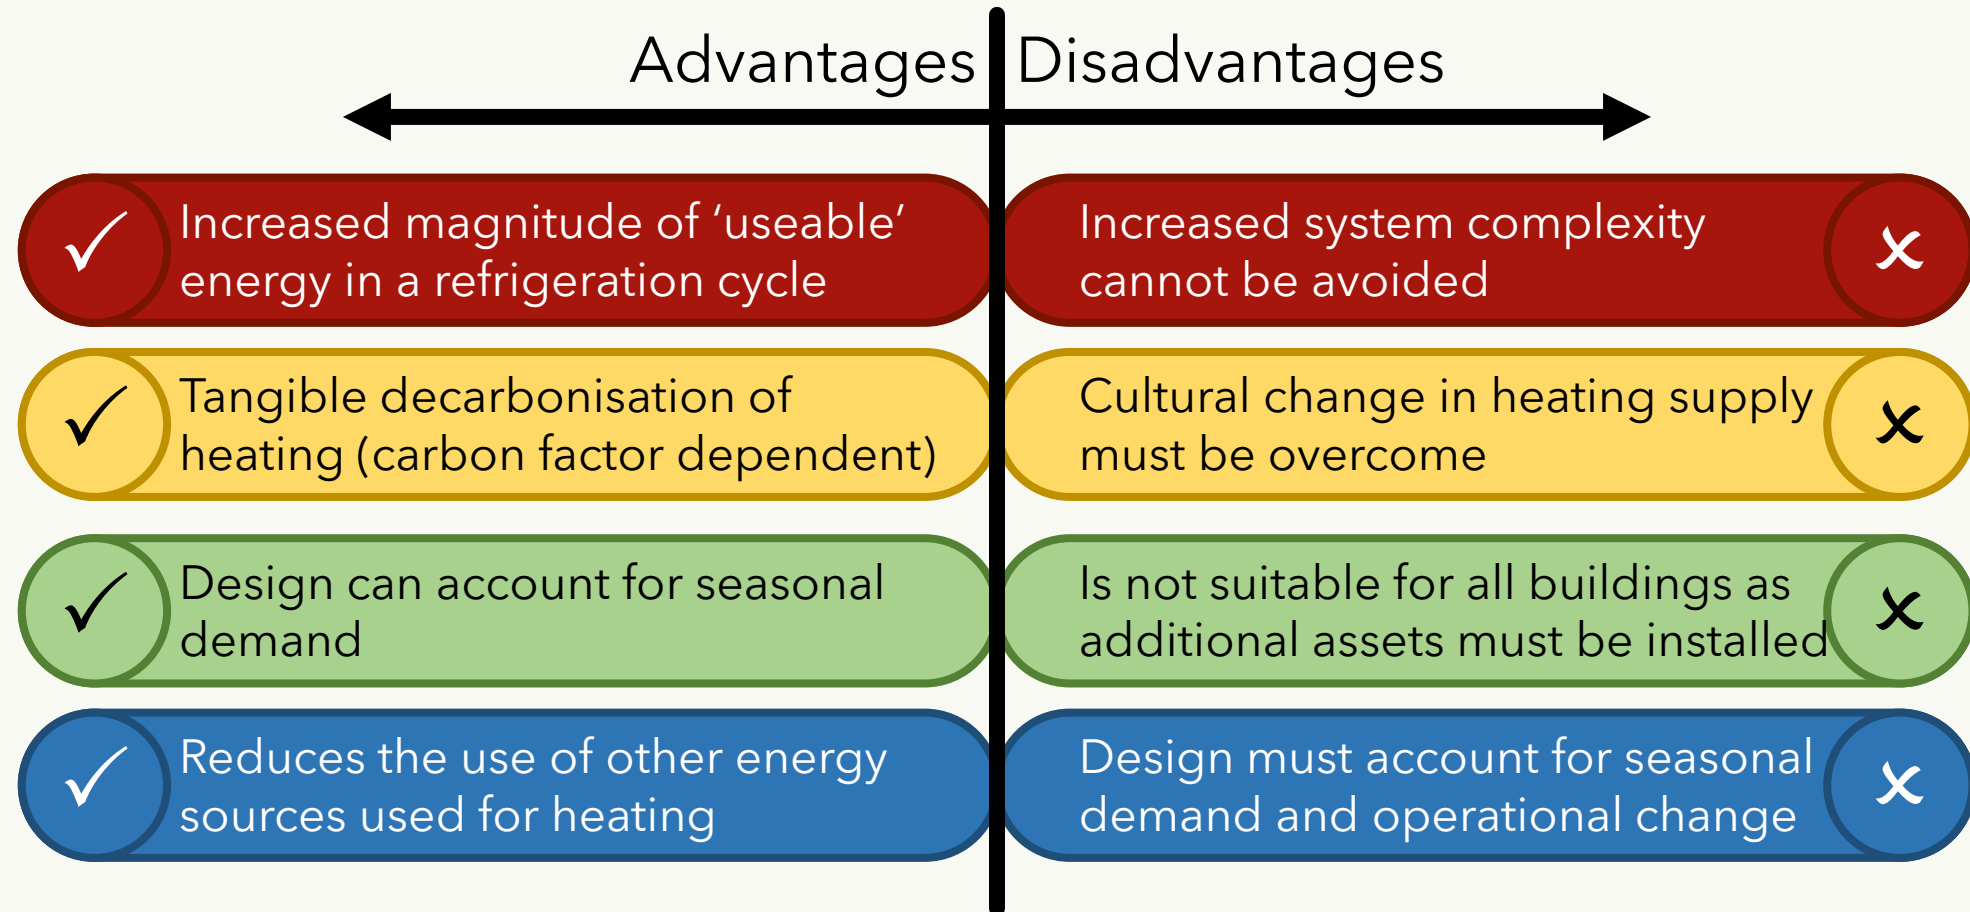 Advantages
Disadvantages
Increased magnitude of ‘useable’
energy in a refrigeration cycle
Increased system complexity
cannot be avoided
Tangible decarbonisation of
heating (carbon factor dependent)
Cultural change in heating supply
must be overcome
Design can account for seasonal
demand
Is not suitable for all buildings as
additional assets must be installed
Reduces the use of other energy
sources used for heating
Design must account for seasonal
demand and operational change